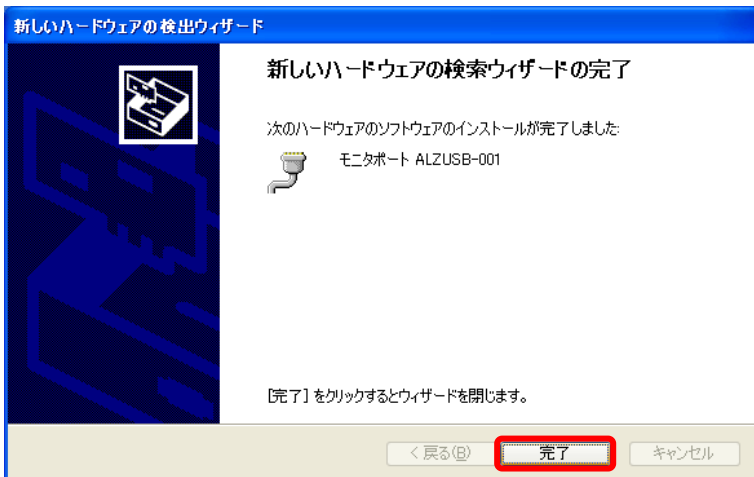 新しいハードウェアの検出ウィザード
新しいハードウェアの検索ウィザードの完了
次のハードウェアのソフトウェアのインストールが完了しました:
モニタポート ALZUSB-001
[完了] をクリックするとウィザードを閉じます。
< 戻る(B) 完了 キャンセル